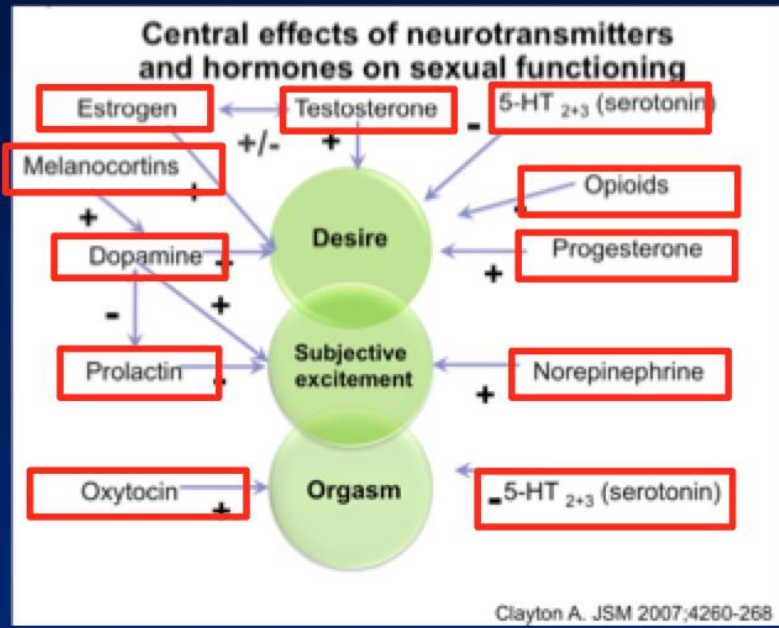 Central effects of neurotransmitters
and hormones on sexual functioning
Estrogen
Testosterone
5-HT 2+3 (serotonin)
+/-
+
-
Melanocortins
+
Opioids
+
Desire
Dopamine
Progesterone
+
+
-
Subjective
excitement
Prolactin
-
Norepinephrine
+
Oxytocin
+
Orgasm
-5-HT 2+3 (serotonin)
Clayton A. JSM 2007;4260-268